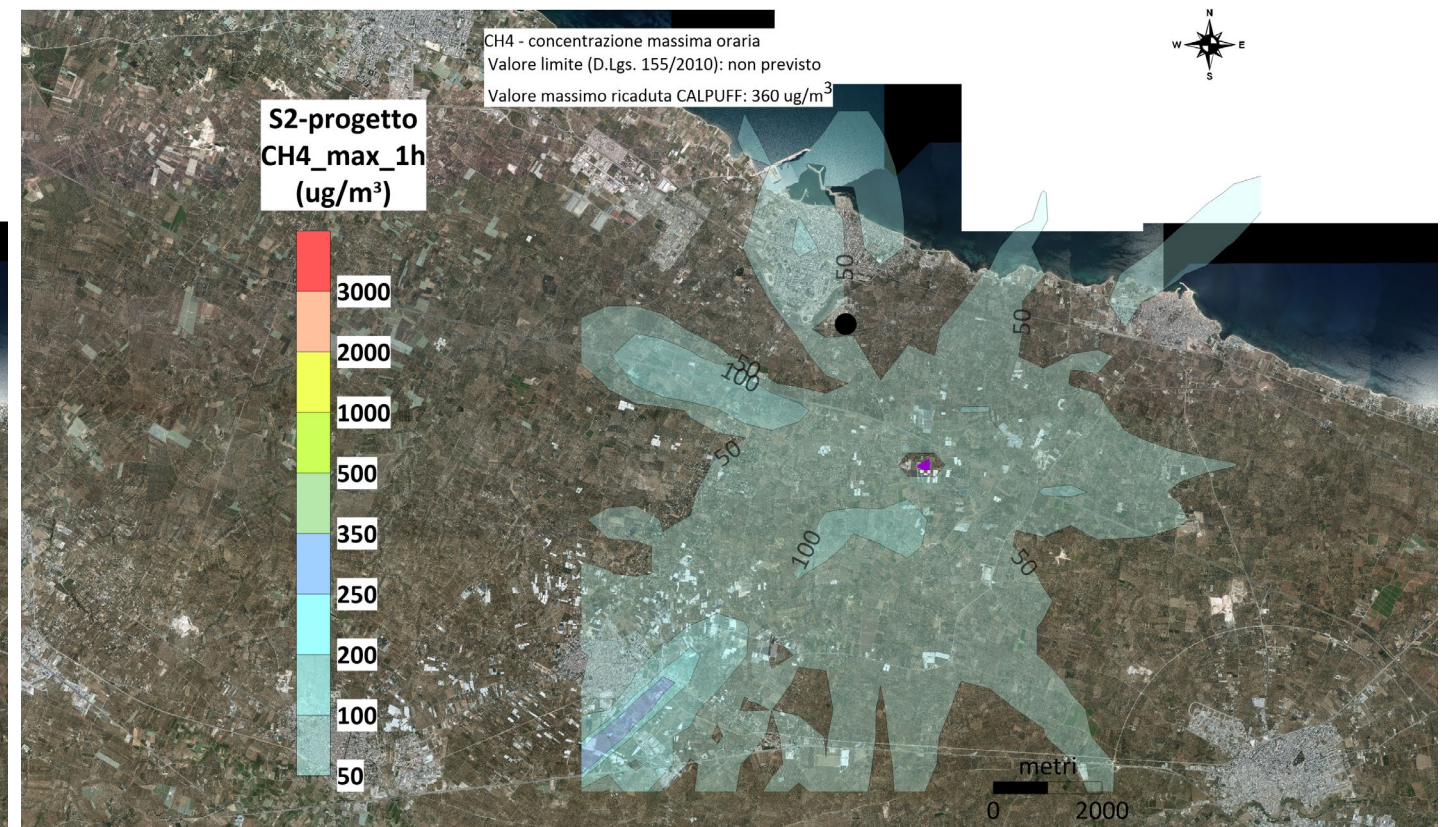 N
W E
S
CH4 - concentrazione massima oraria
Valore limite (D.Lgs. 155/2010): non previsto
Valore massimo ricaduta CALPUFF: 360 ug/m³
S2-progetto
CH4_max_1h
(ug/m³)
3000
2000
1000
500
350
250
200
100
50
50
50
50
100
50
100
50
metri
0 2000